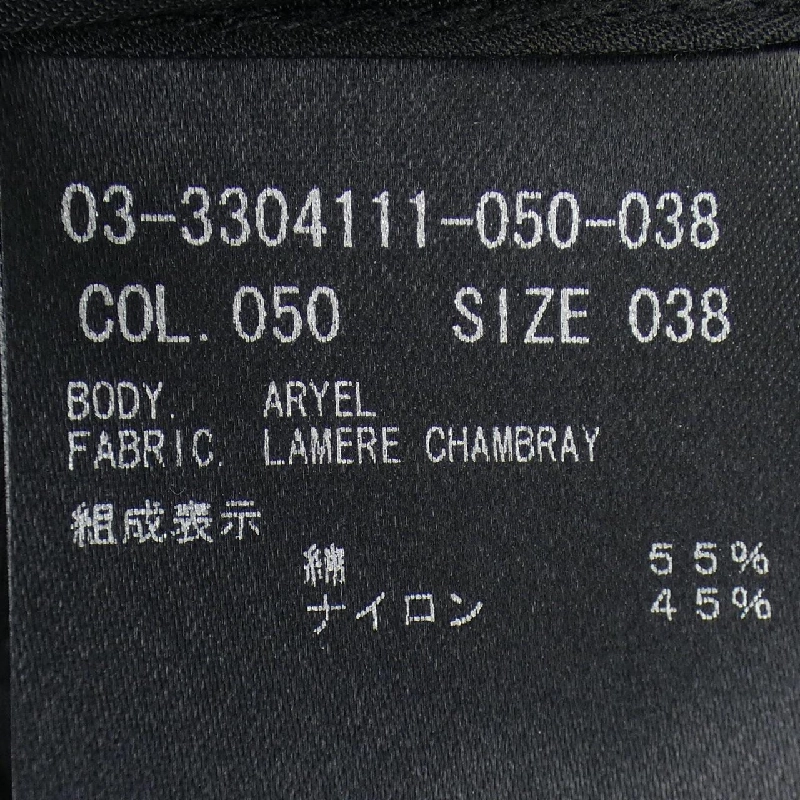 03-3304111-050-038
COL. 050 SIZE 038
BODY. ARYEL
FABRIC. LAMERE CHAMBRAY
組成表示
綿 55%
ナイロン 45%